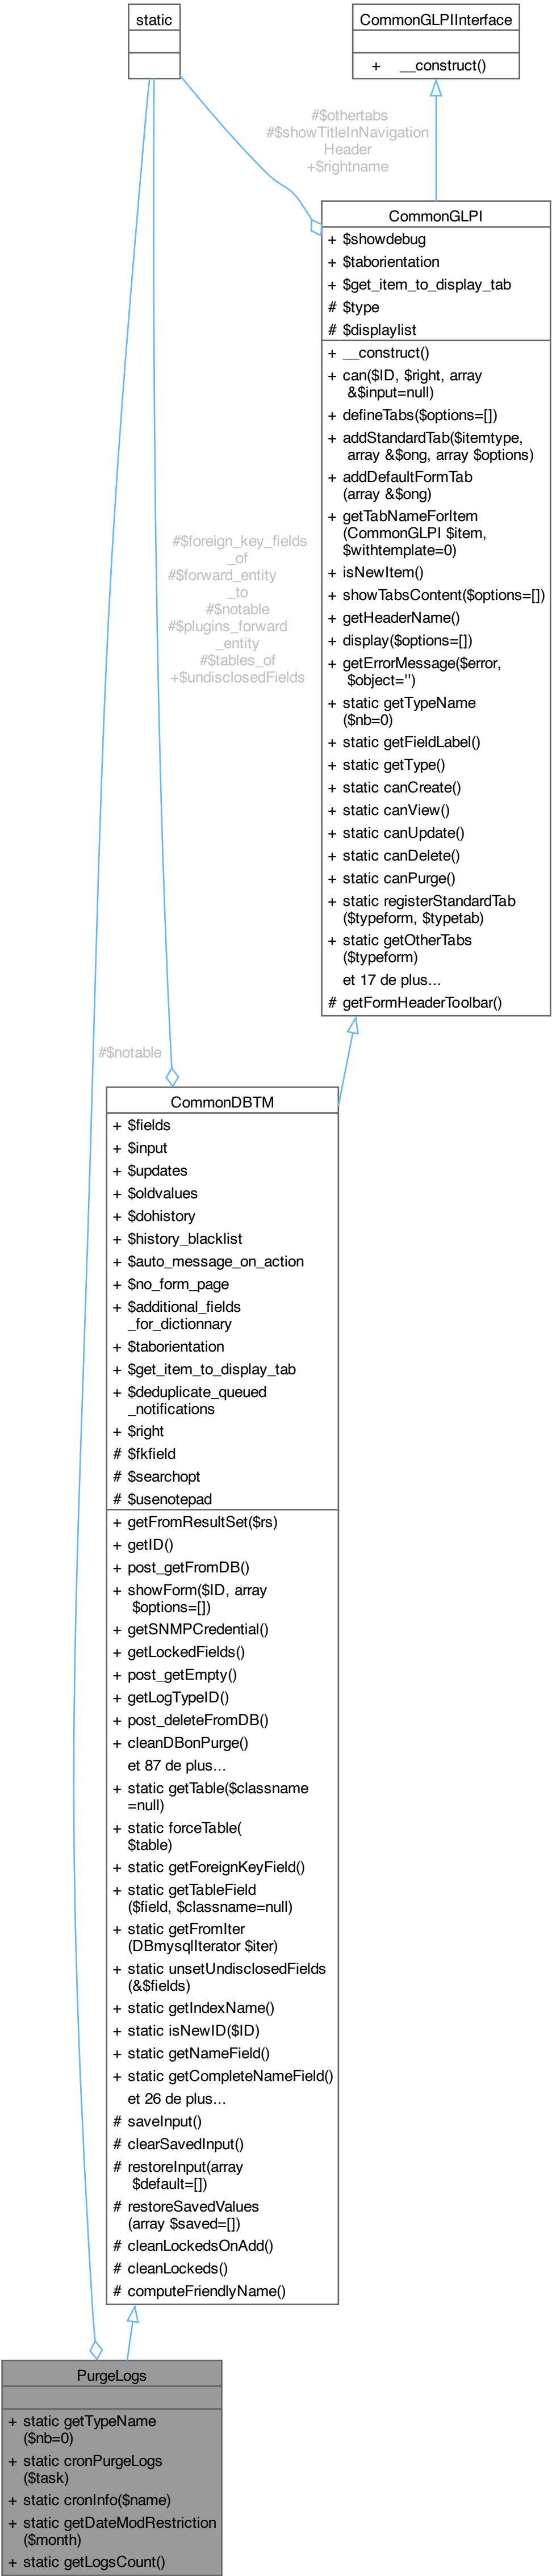 static
CommonGLPIInterface
+ __construct()
#$othertabs
#$showTitleInNavigation
Header
+$rightname
CommonGLPI
+ $showdebug
+ $taborientation
+ $get_item_to_display_tab
# $type
# $displaylist
+ __construct()
+ can($ID, $right, array
&$input=null)
+ defineTabs($options=[])
+ addStandardTab($itemtype,
array &$ong, array $options)
+ addDefaultFormTab
(array &$ong)
+ getTabNameForItem
(CommonGLPI $item,
$withtemplate=0)
+ isNewItem()
+ showTabsContent($options=[])
+ getHeaderName()
+ display($options=[])
+ getErrorMessage($error,
$object='')
+ static getTypeName
($nb=0)
+ static getFieldLabel()
+ static getType()
+ static canCreate()
+ static canView()
+ static canUpdate()
+ static canDelete()
+ static canPurge()
+ static registerStandardTab
($typeform, $typetab)
+ static getOtherTabs
($typeform)
et 17 de plus...
# getFormHeaderToolbar()
#$foreign_key_fields
_of
#$forward_entity
_to
#$notable
#$plugins_forward
_entity
#$tables_of
+$undisclosedFields
#$notable
CommonDBTM
+ $fields
+ $input
+ $updates
+ $oldvalues
+ $dohistory
+ $history_blacklist
+ $auto_message_on_action
+ $no_form_page
+ $additional_fields
_for_dictionnary
+ $taborientation
+ $get_item_to_display_tab
+ $deduplicate_queued
_notifications
+ $right
# $fkfield
# $searchopt
# $usenotepad
+ getFromResultSet($rs)
+ getID()
+ post_getFromDB()
+ showForm($ID, array
$options=[])
+ getSNMPCredential()
+ getLockedFields()
+ post_getEmpty()
+ getLogTypeID()
+ post_deleteFromDB()
+ cleanDBonPurge()
et 87 de plus...
+ static getTable($classname
=null)
+ static forceTable(
$table)
+ static getForeignKeyField()
+ static getTableField
($field, $classname=null)
+ static getFromIter
(DBmysqlIterator $iter)
+ static unsetUndisclosedFields
(&$fields)
+ static getIndexName()
+ static isNewID($ID)
+ static getNameField()
+ static getCompleteNameField()
et 26 de plus...
# saveInput()
# clearSavedInput()
# restoreInput(array
$default=[])
# restoreSavedValues
(array $saved=[])
# cleanLockedsOnAdd()
# cleanLockeds()
# computeFriendlyName()
PurgeLogs
+ static getTypeName
($nb=0)
+ static cronPurgeLogs
($task)
+ static cronInfo($name)
+ static getDateModRestriction
($month)
+ static getLogsCount()